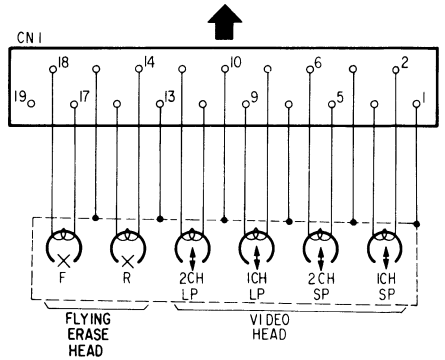 CN1
18 14 10 6 2
19 17 13 9 5 1
F R 2CH 1CH 2CH 1CH
LP LP SP SP
FLYING VIDEO
ERASE HEAD
HEAD